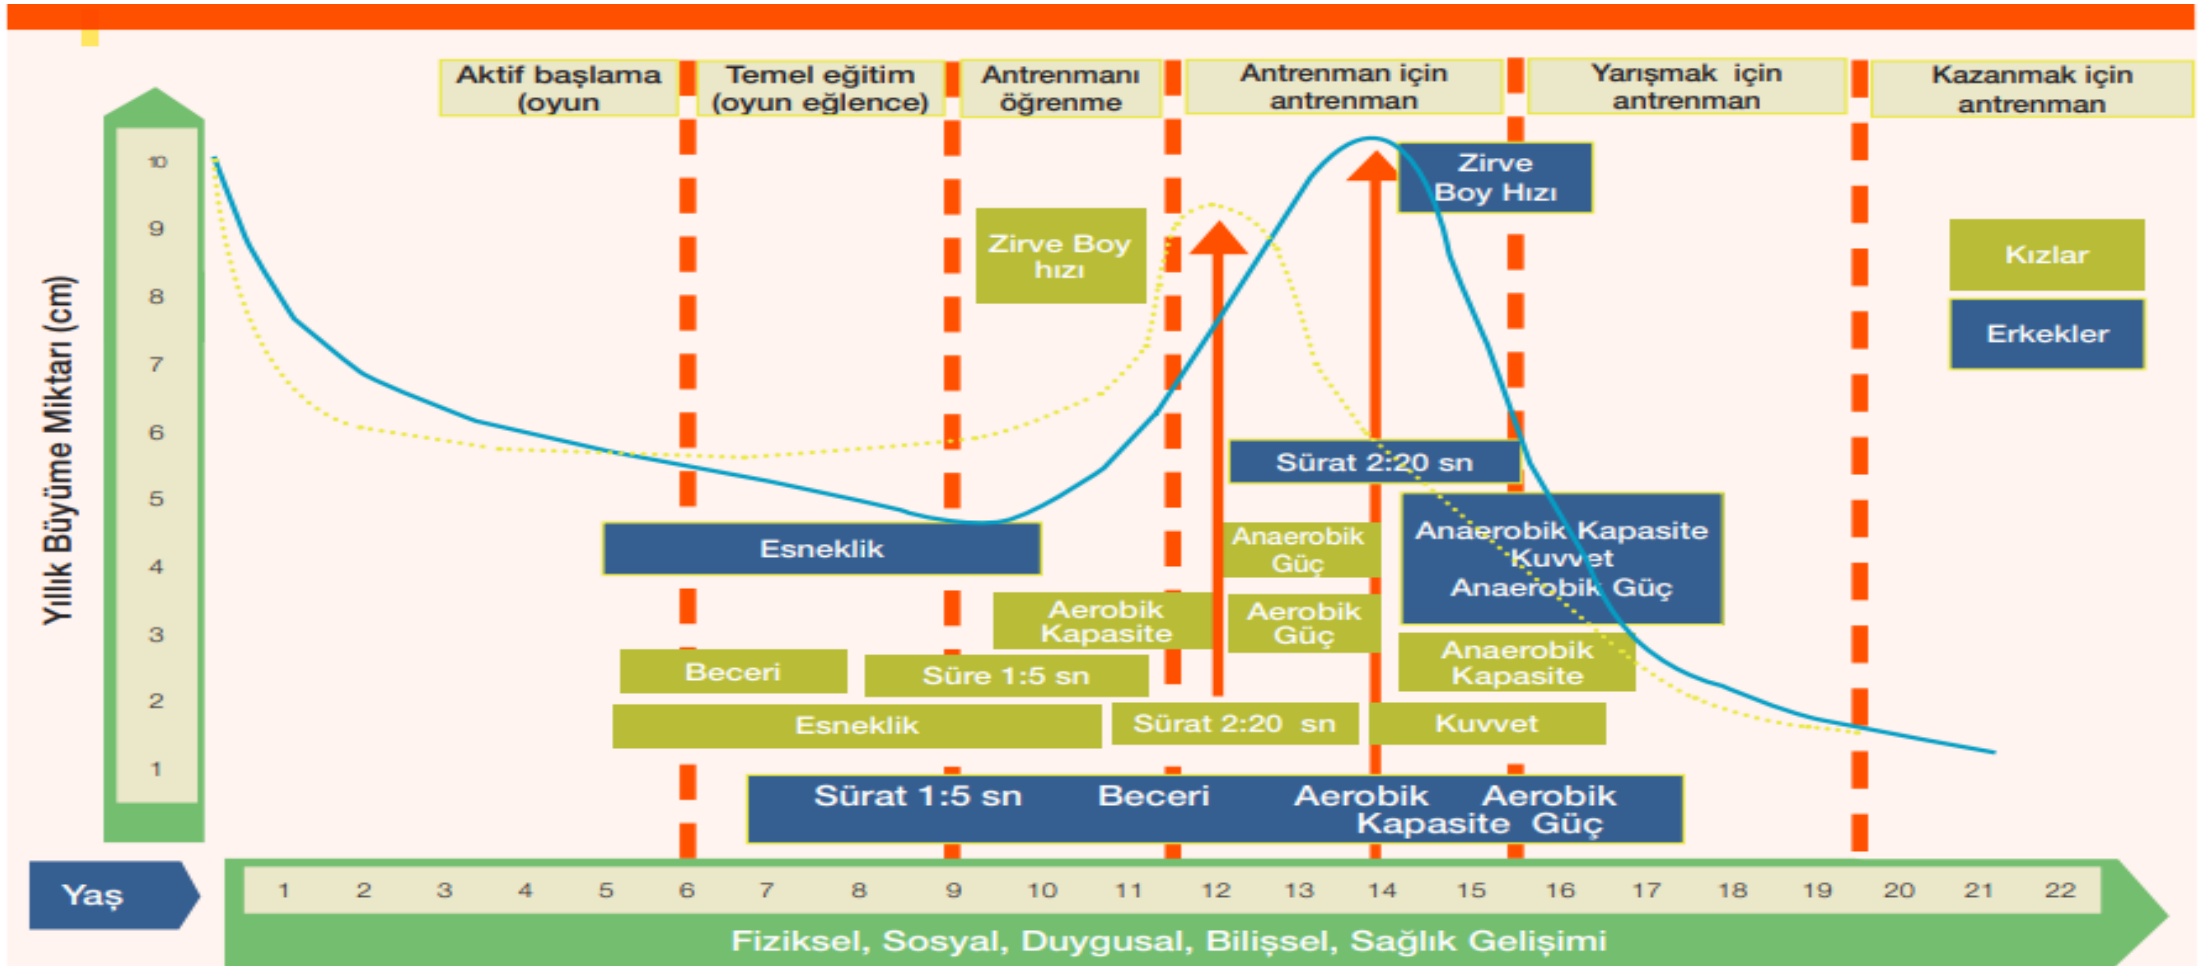 Aktif başlama
(oyun
Temel eğitim
(oyun eğlence)
Antrenmanı
öğrenme
Antrenman için
antrenman
Yarışmak için
antrenman
Kazanmak için
antrenman
Yıllık Büyüme Miktarı (cm)
10
9
8
7
6
5
4
3
2
1
Zirve
Boy Hızı
Zirve Boy
hızı
Kızlar
Erkekler
Sürat 2:20 sn
Esneklik
Anaerobik
Güç
Anaerobik Kapasite
Kuvvet
Anaerobik Güç
Aerobik
Kapasite
Aerobik
Güç
Anaerobik
Kapasite
Beceri
Süre 1:5 sn
Esneklik
Sürat 2:20 sn
Kuvvet
Sürat 1:5 sn Beceri Aerobik Aerobik
Kapasite Güç
Yaş
1 2 3 4 5 6 7 8 9 10 11 12 13 14 15 16 17 18 19 20 21 22
Fiziksel, Sosyal, Duygusal, Bilişsel, Sağlık Gelişimi